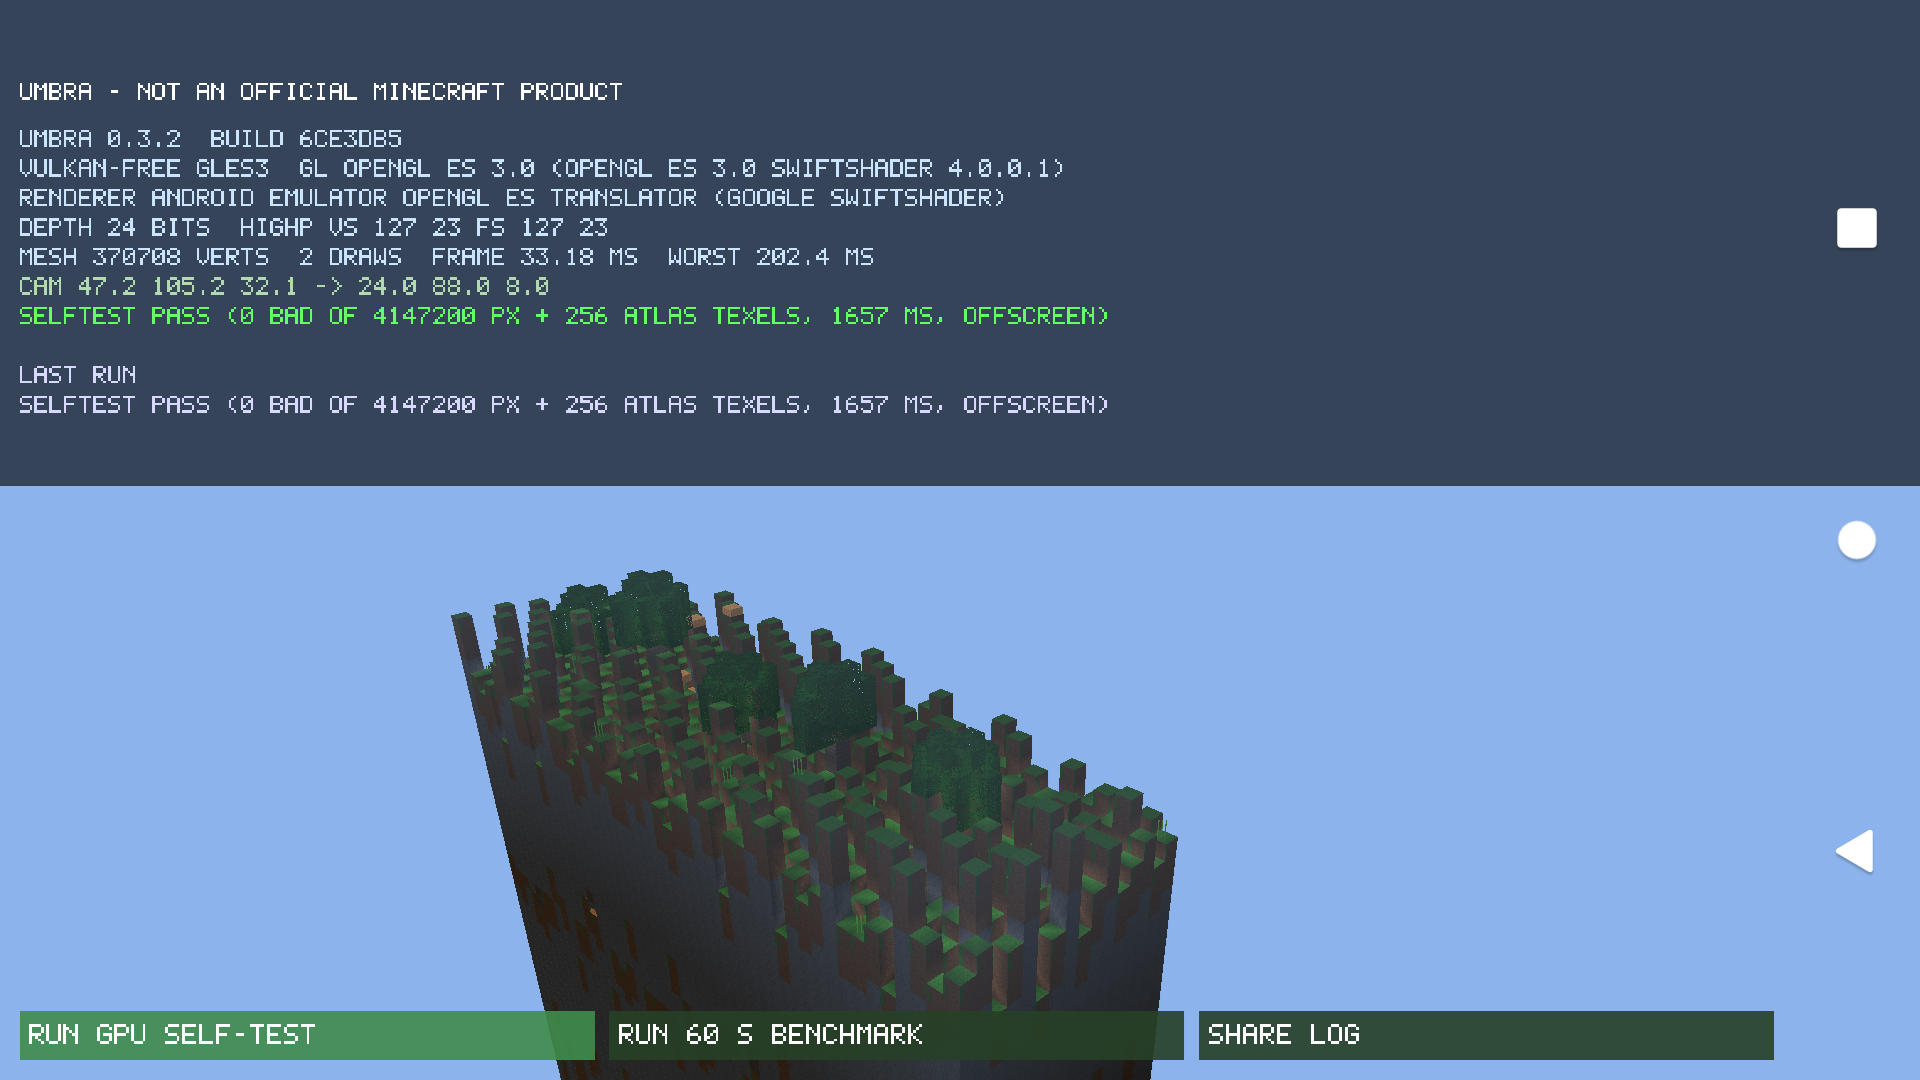 UMBRA - NOT AN OFFICIAL MINECRAFT PRODUCT
UMBRA 0.3.2  BUILD 6CE3DB5
VULKAN-FREE GLES3  GL OPENGL ES 3.0 (OPENGL ES 3.0 SWIFTSHADER 4.0.0.1)
RENDERER ANDROID EMULATOR OPENGL ES TRANSLATOR (GOOGLE SWIFTSHADER)
DEPTH 24 BITS  HIGHP VS 127 23 FS 127 23
MESH 370708 VERTS  2 DRAWS  FRAME 33.18 MS  WORST 202.4 MS
CAM 47.2 105.2 32.1 -> 24.0 88.0 8.0
SELFTEST PASS (0 BAD OF 4147200 PX + 256 ATLAS TEXELS, 1657 MS, OFFSCREEN)
LAST RUN
SELFTEST PASS (0 BAD OF 4147200 PX + 256 ATLAS TEXELS, 1657 MS, OFFSCREEN)
RUN GPU SELF-TEST
RUN 60 S BENCHMARK
SHARE LOG